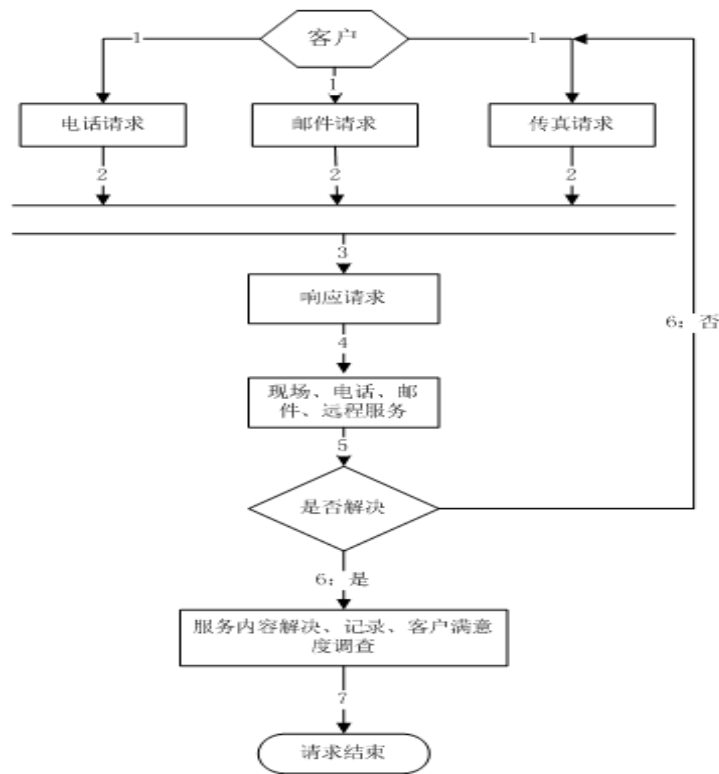 客户
1
1
1
电话请求
邮件请求
传真请求
2
2
2
3
响应请求
6：否
4
现场、电话、邮
件、远程服务
5
是否解决
6：是
服务内容解决、记录、客户满意
度调查
7
请求结束